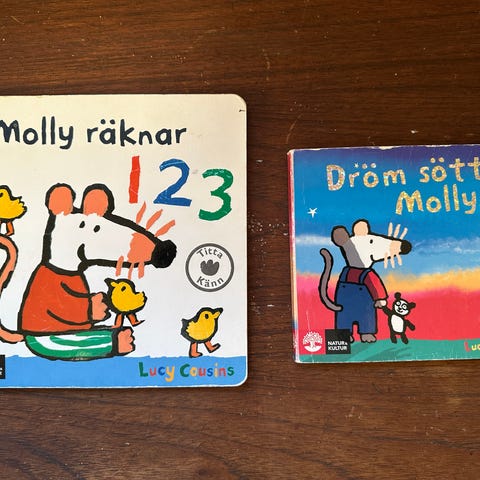 Molly räknar
123
Titta
Känn
Lucy Cousins
Dröm sött
Molly
NATUR &
KULTUR